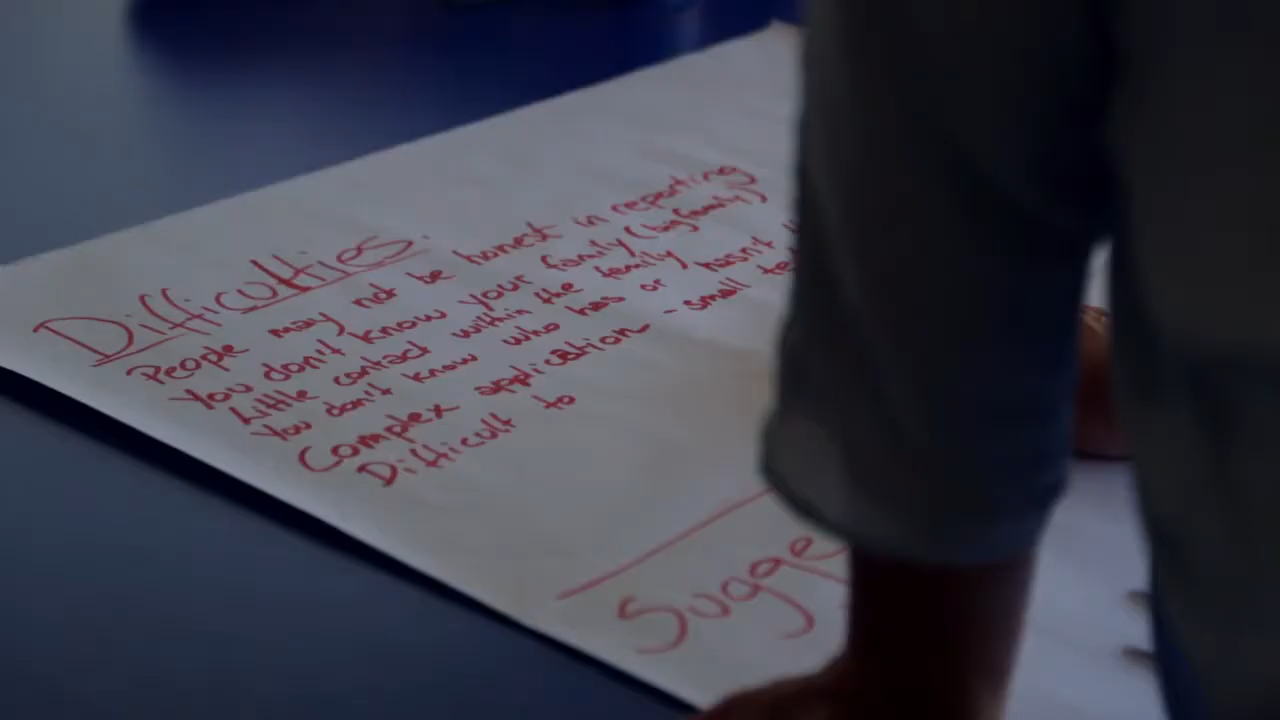 Difficulties.
People may not be honest in reporting
You don't know your family (big family)
Little contact within the family
You don't know who has or hasn't
Complex application - small
Difficult to
Sugge